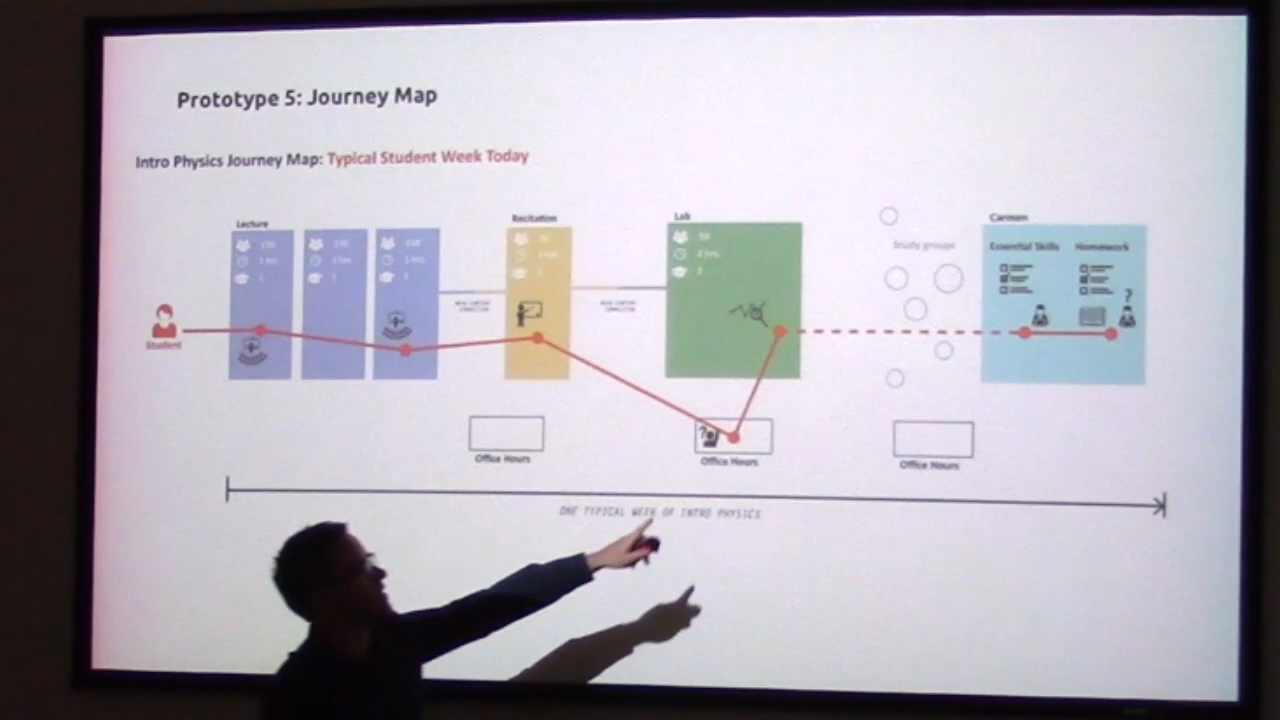 Prototype 5: Journey Map
Intro Physics Journey Map: Typical Student Week Today
Lecture
Recitation
Lab
Carmen
Study groups
Essential Skills
Homework
?
Student
?
Office Hours
Office Hours
Office Hours
ONE TYPICAL WEEK OF INTRO PHYSICS